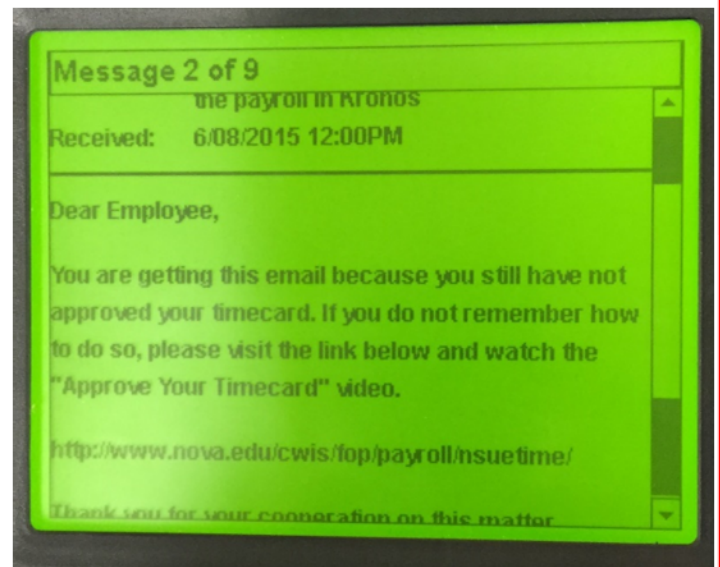 Message 2 of 9
the payroll in Kronos
Received: 6/08/2015 12:00PM
Dear Employee,
You are getting this email because you still have not
approved your timecard. If you do not remember how
to do so, please visit the link below and watch the
"Approve Your Timecard" video.
http://www.nova.edu/cwis/fop/payroll/nsuetime/
Thank you for your cooperation on this matter